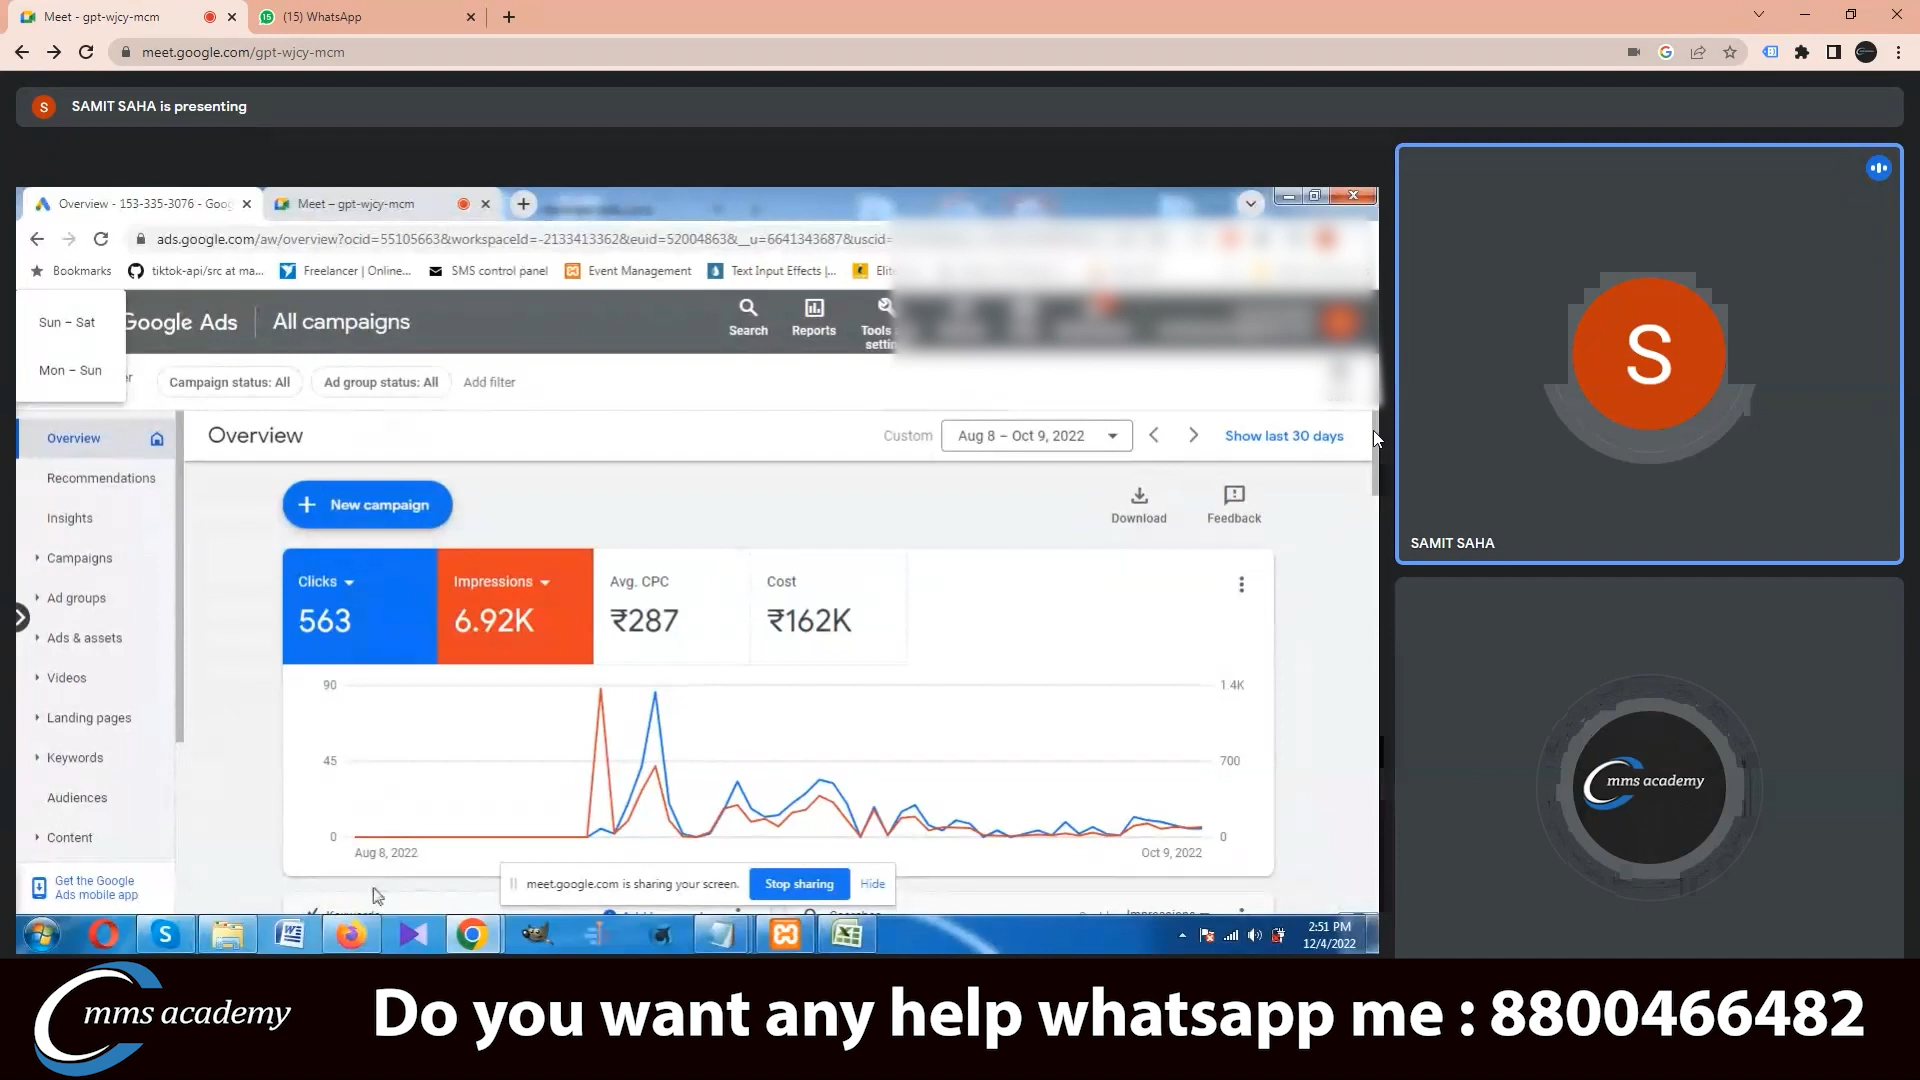 Meet - gpt-wjcy-mcm
(15) WhatsApp
meet.google.com/gpt-wjcy-mcm
S
SAMIT SAHA is presenting
Overview - 153-335-3076 - Goog
Meet – gpt-wjcy-mcm
ads.google.com/aw/overview?ocid=55105663&workspaceId=-2133413362&euid=52004863&__u=6641343687&uscid=
Bookmarks
tiktok-api/src at ma...
Freelancer | Online...
SMS control panel
Event Management
Text Input Effects |...
Elit
Sun – Sat
Mon – Sun
Google Ads
All campaigns
Search
Reports
Tools
settin
Campaign status: All
Ad group status: All
Add filter
Overview
Recommendations
Insights
Campaigns
Ad groups
Ads & assets
Videos
Landing pages
Keywords
Audiences
Content
Get the Google
Ads mobile app
Overview
Custom
Aug 8 – Oct 9, 2022
Show last 30 days
New campaign
Download
Feedback
Clicks
563
Impressions
6.92K
Avg. CPC
₹287
Cost
₹162K
90
1.4K
45
700
0
0
Aug 8, 2022
Oct 9, 2022
meet.google.com is sharing your screen.
Stop sharing
Hide
2:51 PM
12/4/2022
S
SAMIT SAHA
mms academy
mms academy
Do you want any help whatsapp me : 8800466482